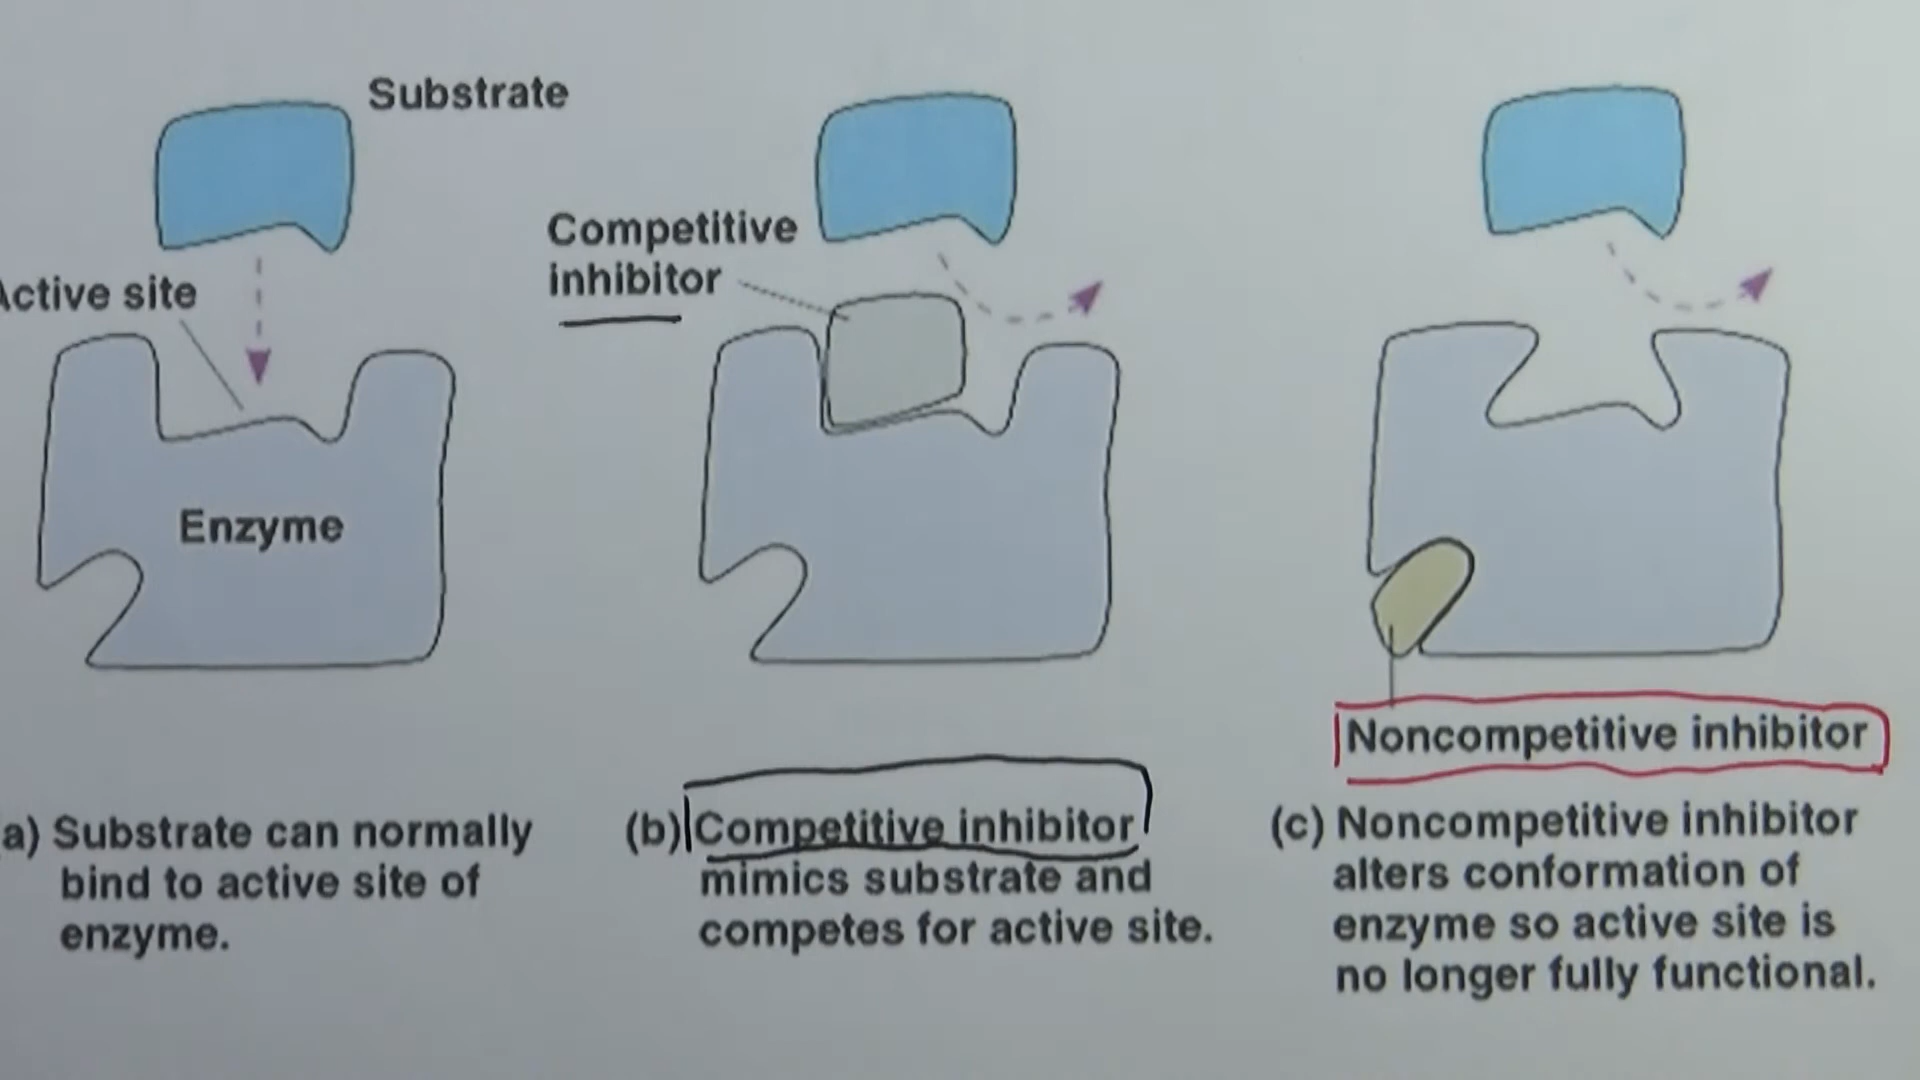 Substrate
Active site
Enzyme
Competitive
inhibitor
Noncompetitive inhibitor
a) Substrate can normally
bind to active site of
enzyme.
(b) Competitive inhibitor
mimics substrate and
competes for active site.
(c) Noncompetitive inhibitor
alters conformation of
enzyme so active site is
no longer fully functional.